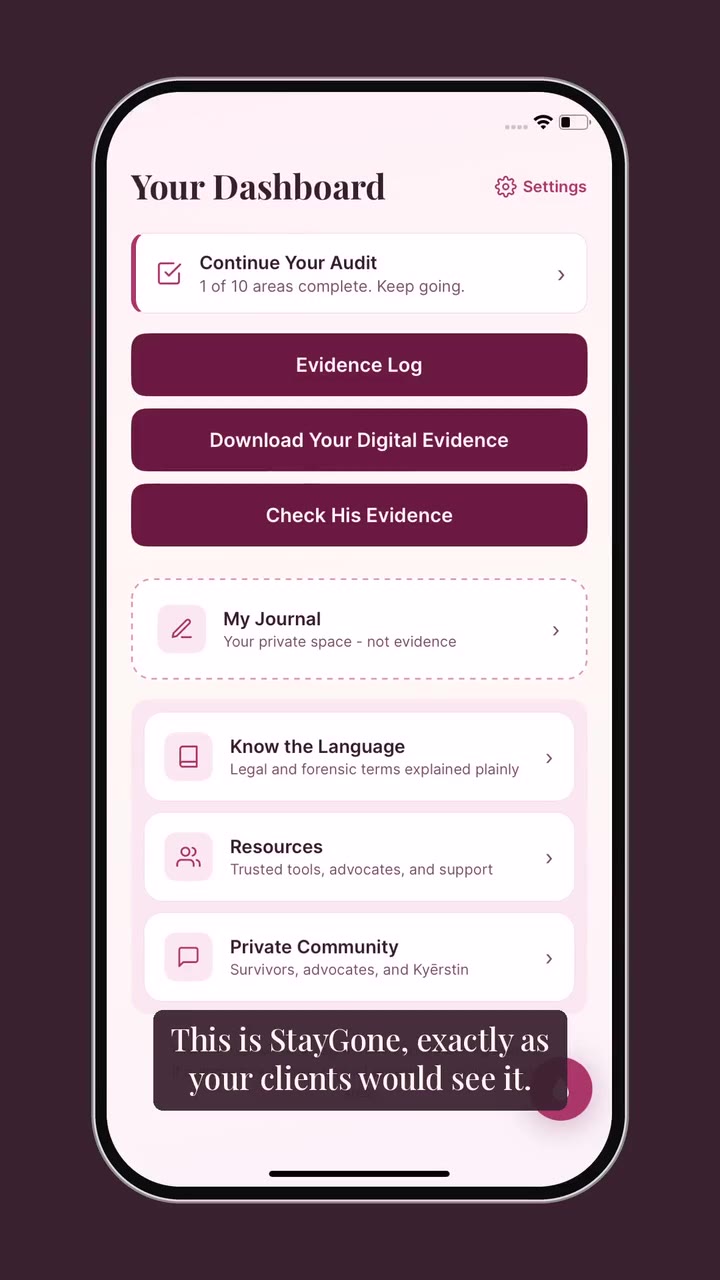 Your Dashboard
Settings
Continue Your Audit
1 of 10 areas complete. Keep going.
Evidence Log
Download Your Digital Evidence
Check His Evidence
My Journal
Your private space - not evidence
Know the Language
Legal and forensic terms explained plainly
Resources
Trusted tools, advocates, and support
Private Community
Survivors, advocates, and Kyērstin
This is StayGone, exactly as
your clients would see it.